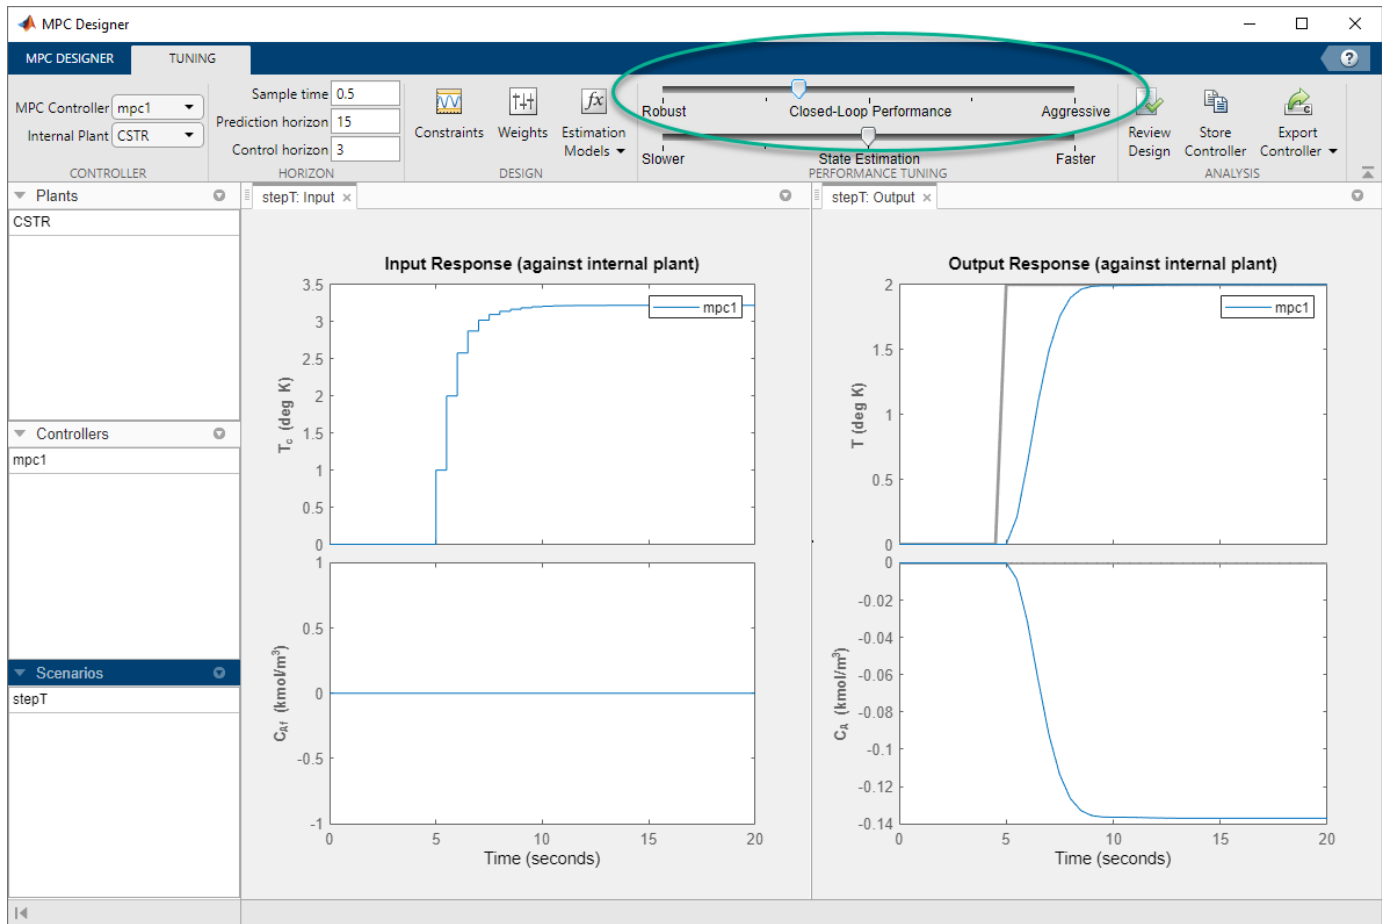 MPC Designer
MPC DESIGNER
TUNING
?
MPC Controller mpc1
Internal Plant CSTR
CONTROLLER
Sample time 0.5
Prediction horizon 15
Control horizon 3
HORIZON
Constraints
Weights
fx
Estimation
Models
DESIGN
Robust Closed-Loop Performance Aggressive
Slower State Estimation Faster
PERFORMANCE TUNING
Review
Design
Store
Controller
Export
Controller
ANALYSIS
Plants
CSTR
Controllers
mpc1
Scenarios
stepT
stepT: Input ×
Input Response (against internal plant)
mpc1
3.5
3
2.5
2
1.5
1
0.5
0
Tc (deg K)
1
0.5
0
-0.5
-1
CAf (kmol/m³)
0 5 10 15 20
Time (seconds)
stepT: Output ×
Output Response (against internal plant)
mpc1
2
1.5
1
0.5
0
T (deg K)
0
-0.02
-0.04
-0.06
-0.08
-0.1
-0.12
-0.14
CA (kmol/m³)
0 5 10 15 20
Time (seconds)